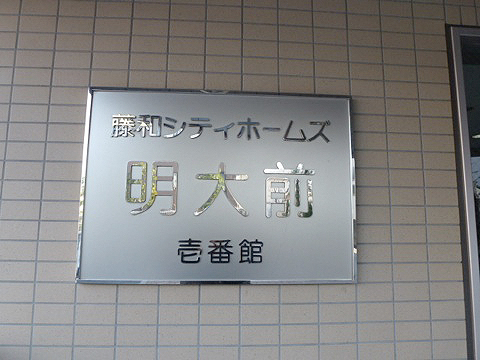 藤和シティホームズ
明大前
壱番館